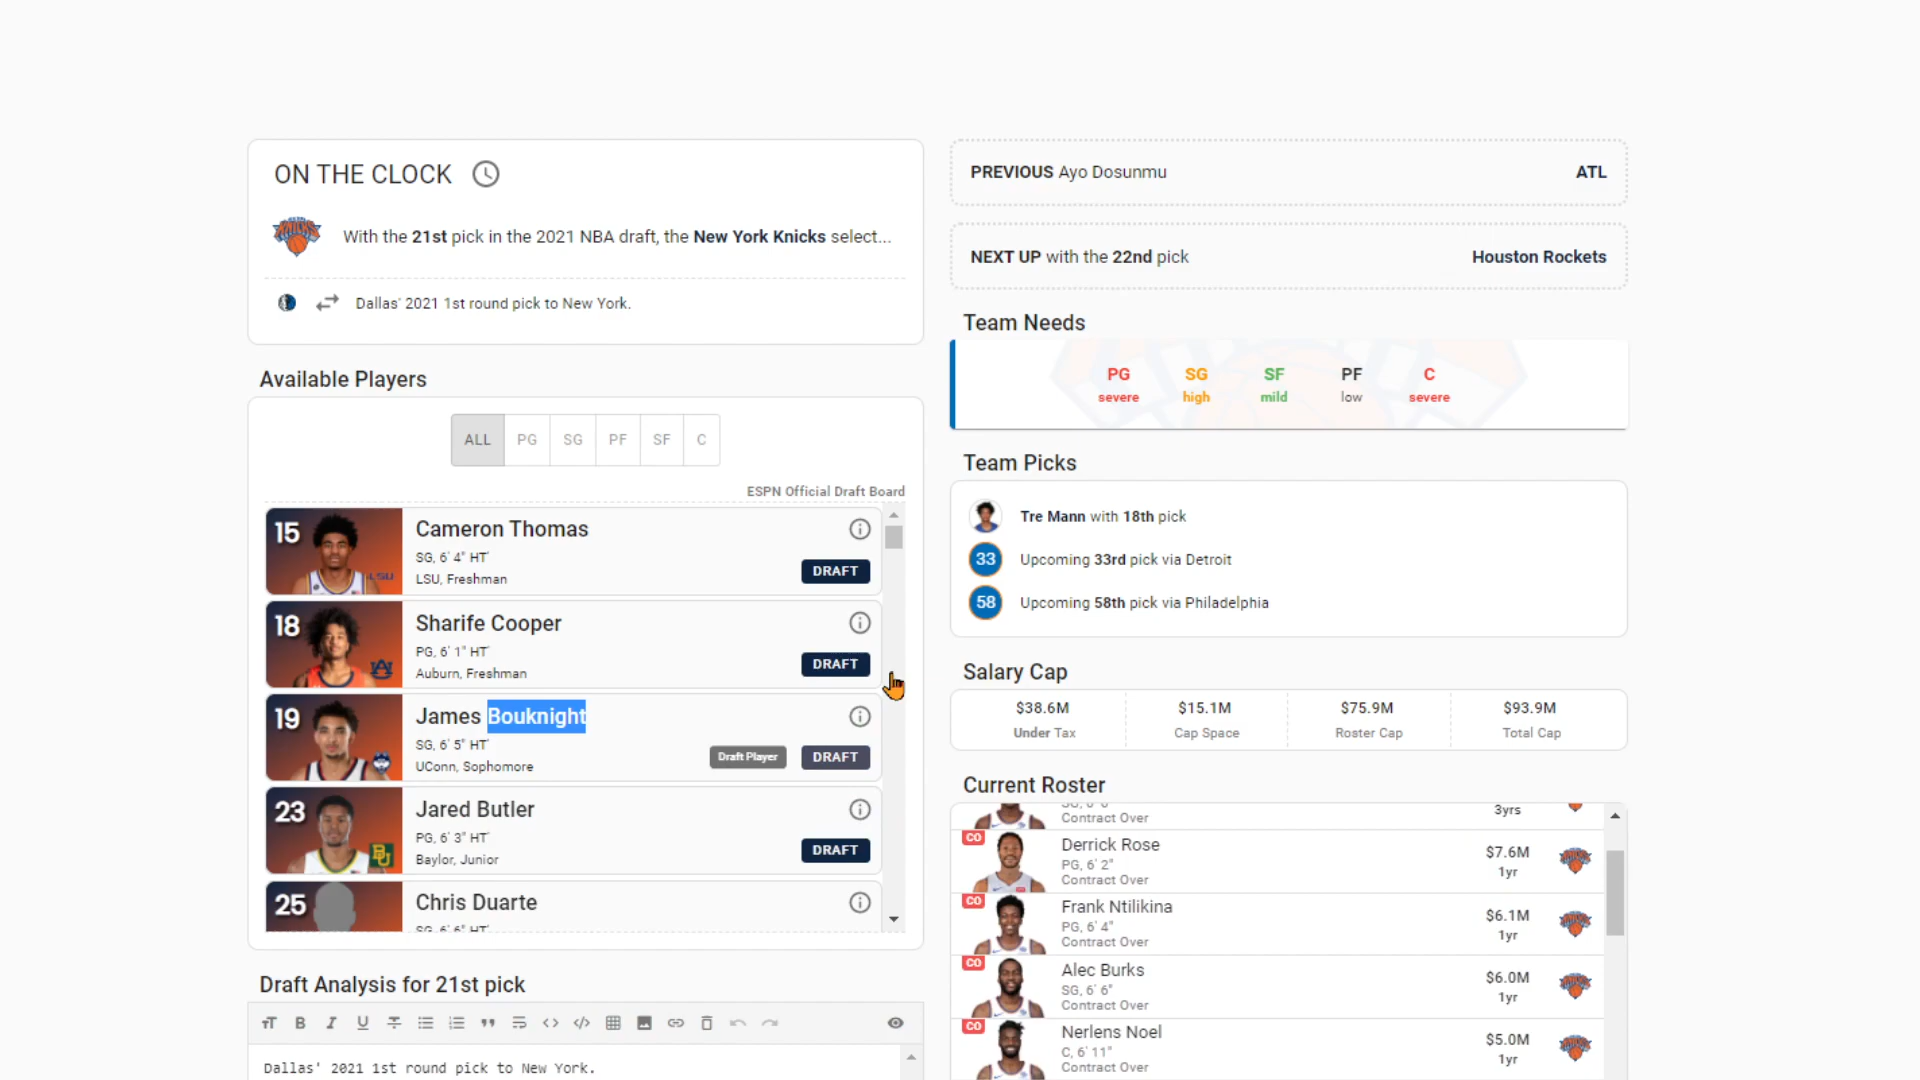 ON THE CLOCK
With the 21st pick in the 2021 NBA draft, the New York Knicks select...
Dallas' 2021 1st round pick to New York.
Available Players
ALL PG SG PF SF C
ESPN Official Draft Board
15
Cameron Thomas
SG, 6' 4" HT'
LSU, Freshman
DRAFT
18
Sharife Cooper
PG, 6' 1" HT'
Auburn, Freshman
DRAFT
19
James Bouknight
SG, 6' 5" HT'
UConn, Sophomore
Draft Player
DRAFT
23
Jared Butler
PG, 6' 3" HT'
Baylor, Junior
DRAFT
25
Chris Duarte
SG, 6' 6" HT'
Draft Analysis for 21st pick
Dallas' 2021 1st round pick to New York.
PREVIOUS Ayo Dosunmu ATL
NEXT UP with the 22nd pick Houston Rockets
Team Needs
PG SG SF PF C
severe high mild low severe
Team Picks
Tre Mann with 18th pick
33 Upcoming 33rd pick via Detroit
58 Upcoming 58th pick via Philadelphia
Salary Cap
$38.6M $15.1M $75.9M $93.9M
Under Tax Cap Space Roster Cap Total Cap
Current Roster
3yrs
Contract Over
CO
Derrick Rose
PG, 6' 2"
Contract Over
$7.6M
1yr
CO
Frank Ntilikina
PG, 6' 4"
Contract Over
$6.1M
1yr
CO
Alec Burks
SG, 6' 6"
Contract Over
$6.0M
1yr
CO
Nerlens Noel
C, 6' 11"
Contract Over
$5.0M
1yr